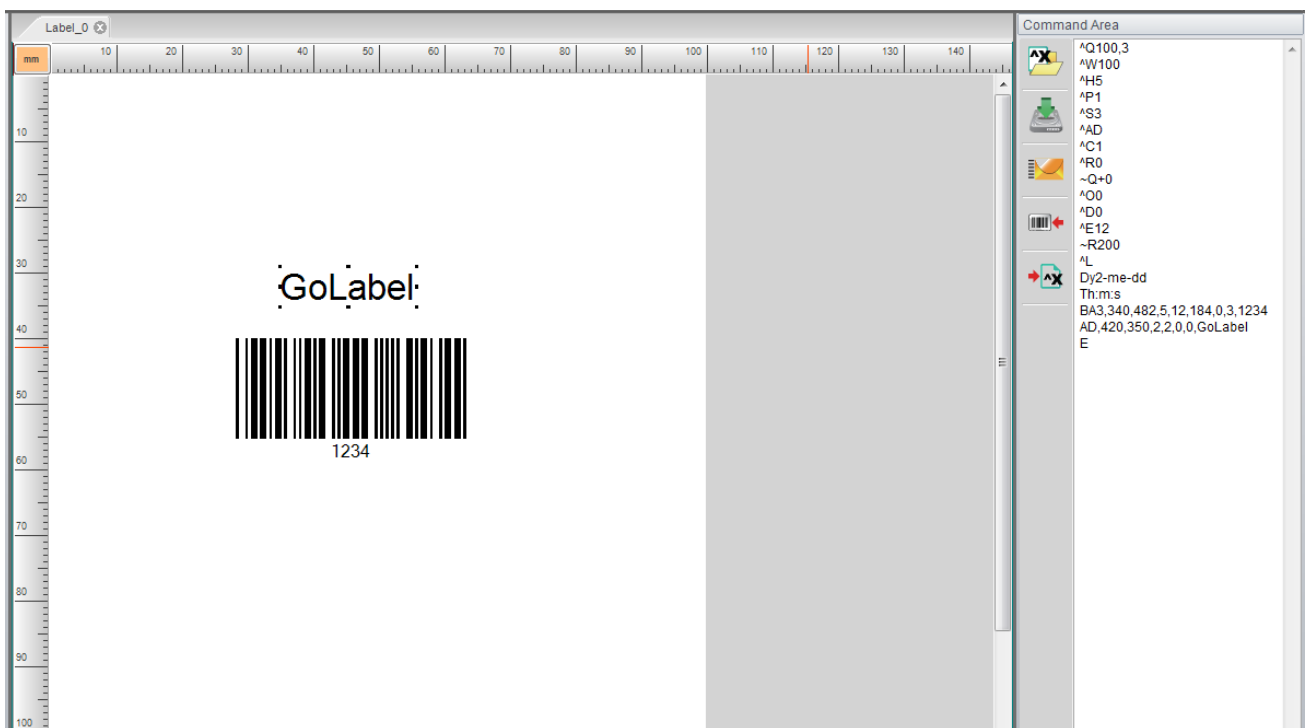 Label_0
Command Area
mm
10 20 30 40 50 60 70 80 90 100 110 120 130 140
10
20
30
40
50
60
70
80
90
100
GoLabel
1234
^X
^X
^Q100,3
^W100
^H5
^P1
^S3
^AD
^C1
^R0
~Q+0
^O0
^D0
^E12
~R200
^L
Dy2-me-dd
Th:m:s
BA3,340,482,5,12,184,0,3,1234
AD,420,350,2,2,0,0,GoLabel
E